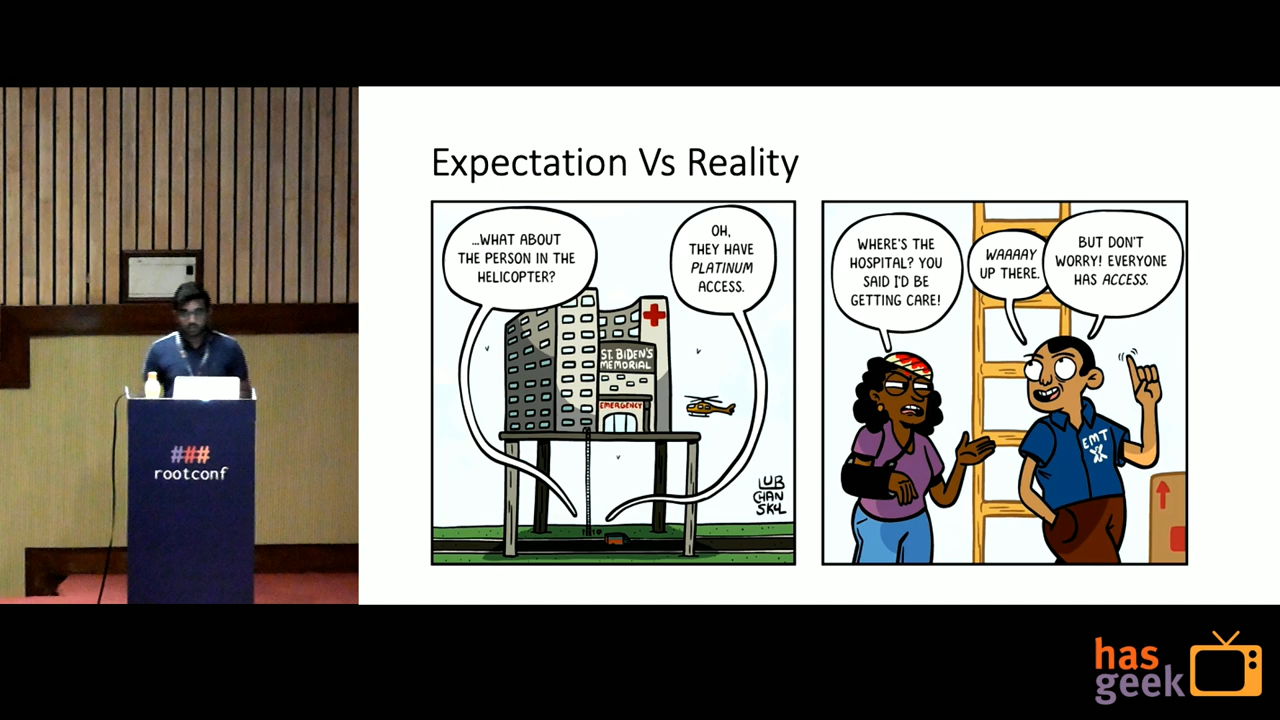 Expectation Vs Reality
...WHAT ABOUT
THE PERSON IN THE
HELICOPTER?
OH,
THEY HAVE
PLATINUM
ACCESS.
ST. BIDEN'S
MEMORIAL
EMERGENCY
LUB
CHAN
SKY
WHERE'S THE
HOSPITAL? YOU
SAID I'D BE
GETTING CARE!
WAAAAY
UP THERE.
BUT DON'T
WORRY! EVERYONE
HAS ACCESS.
EMT
###
rootconf
has
geek